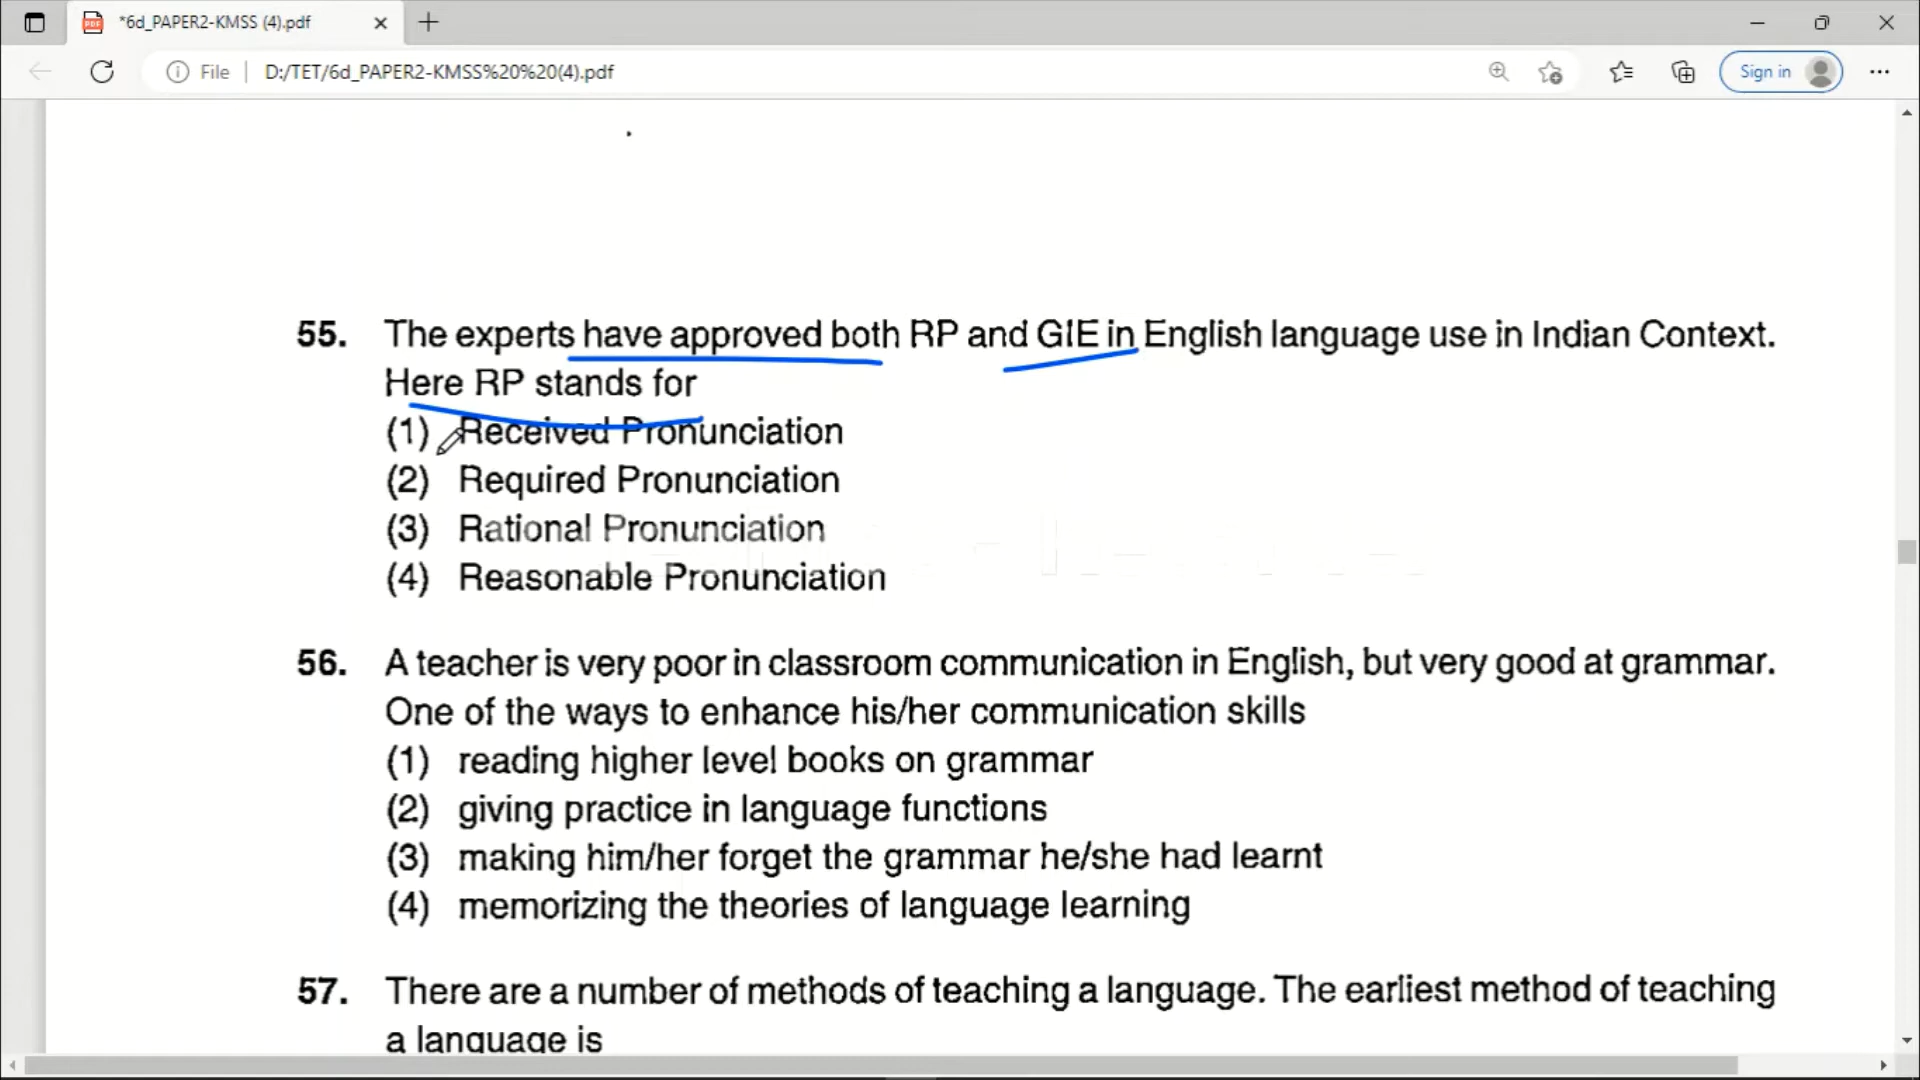 *6d_PAPER2-KMSS (4).pdf
File
D:/TET/6d_PAPER2-KMSS%20%20(4).pdf
Sign in
55. The experts have approved both RP and GIE in English language use in Indian Context.
Here RP stands for
(1) Received Pronunciation
(2) Required Pronunciation
(3) Rational Pronunciation
(4) Reasonable Pronunciation
56. A teacher is very poor in classroom communication in English, but very good at grammar.
One of the ways to enhance his/her communication skills
(1) reading higher level books on grammar
(2) giving practice in language functions
(3) making him/her forget the grammar he/she had learnt
(4) memorizing the theories of language learning
57. There are a number of methods of teaching a language. The earliest method of teaching
a language is